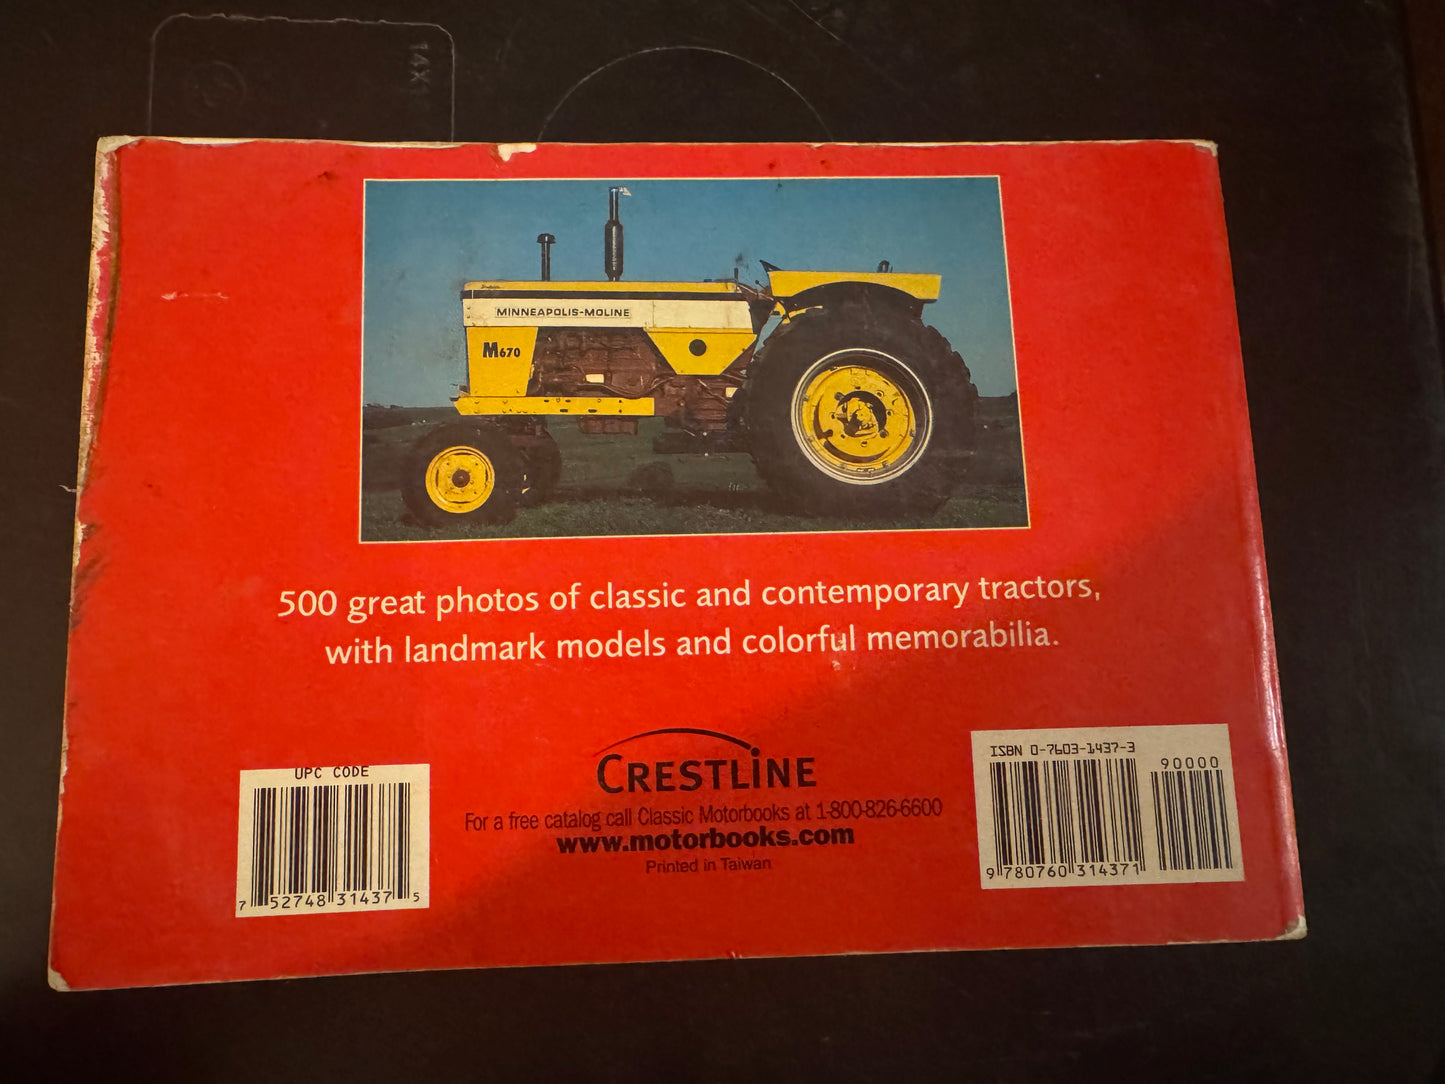 14X
MINNEAPOLIS-MOLINE
M670
500 great photos of classic and contemporary tractors,
with landmark models and colorful memorabilia.
CRESTLINE
For a free catalog call Classic Motorbooks at 1-800-826-6600
www.motorbooks.com
Printed in Taiwan
UPC CODE
7 52748 31437 5
ISBN 0-7603-1437-3
90000
9 780760 314371